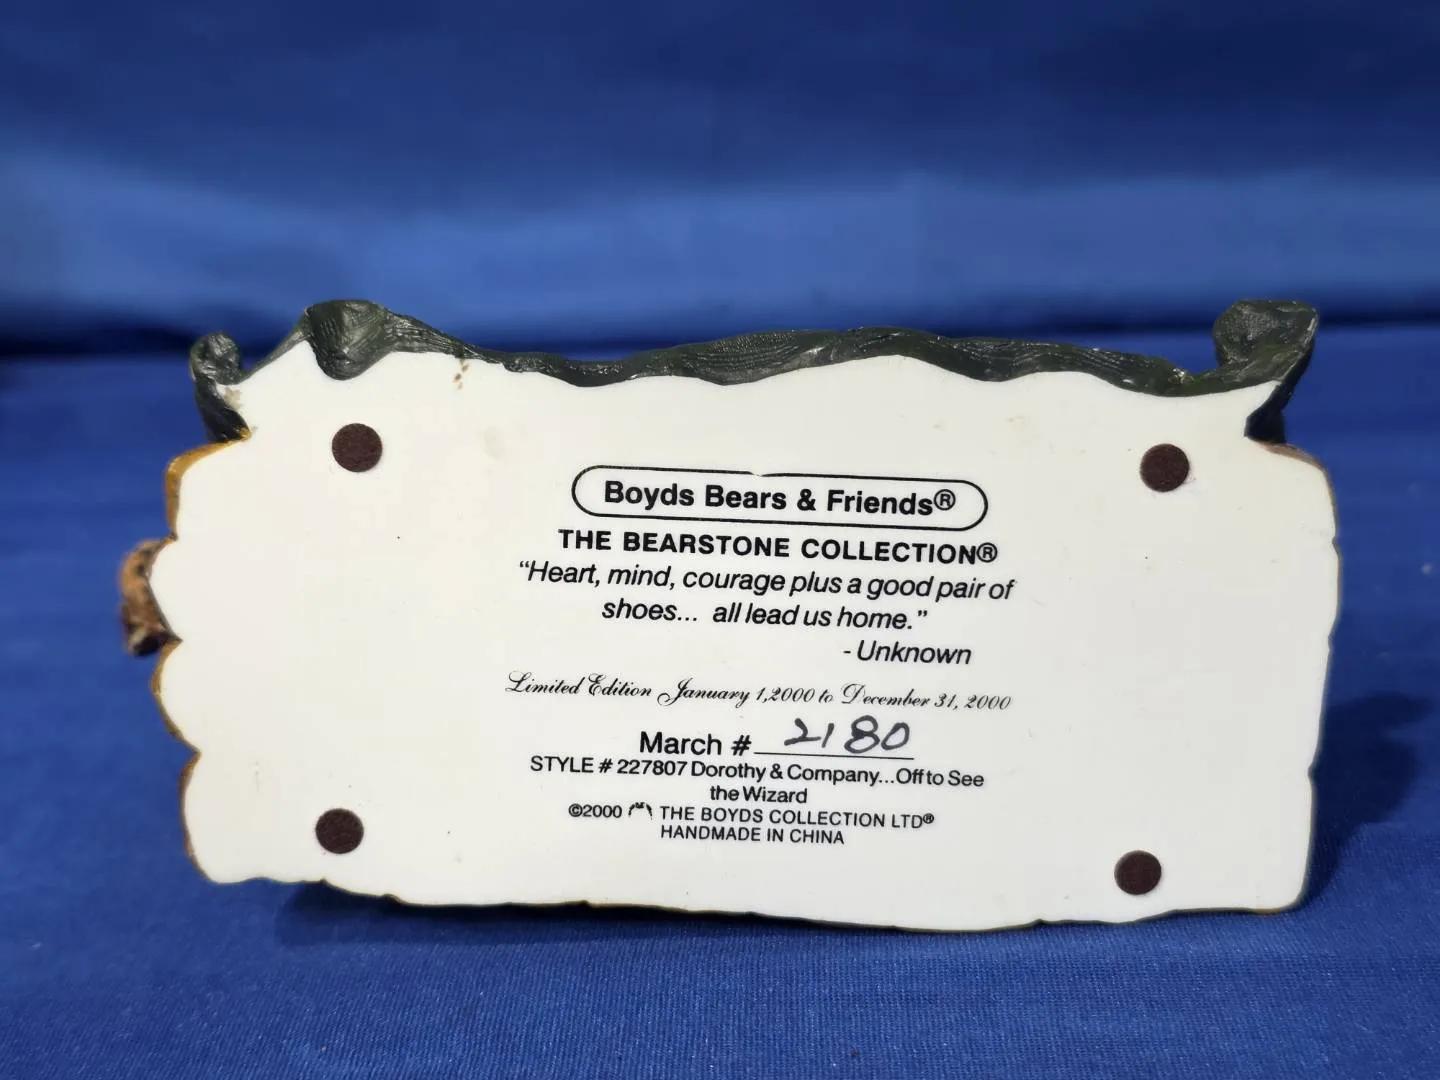 Boyds Bears & Friends®
THE BEARSTONE COLLECTION®
“Heart, mind, courage plus a good pair of
shoes... all lead us home.”
- Unknown
Limited Edition January 1,2000 to December 31, 2000
March # 2180
STYLE # 227807 Dorothy & Company...Off to See
the Wizard
©2000 THE BOYDS COLLECTION LTD®
HANDMADE IN CHINA